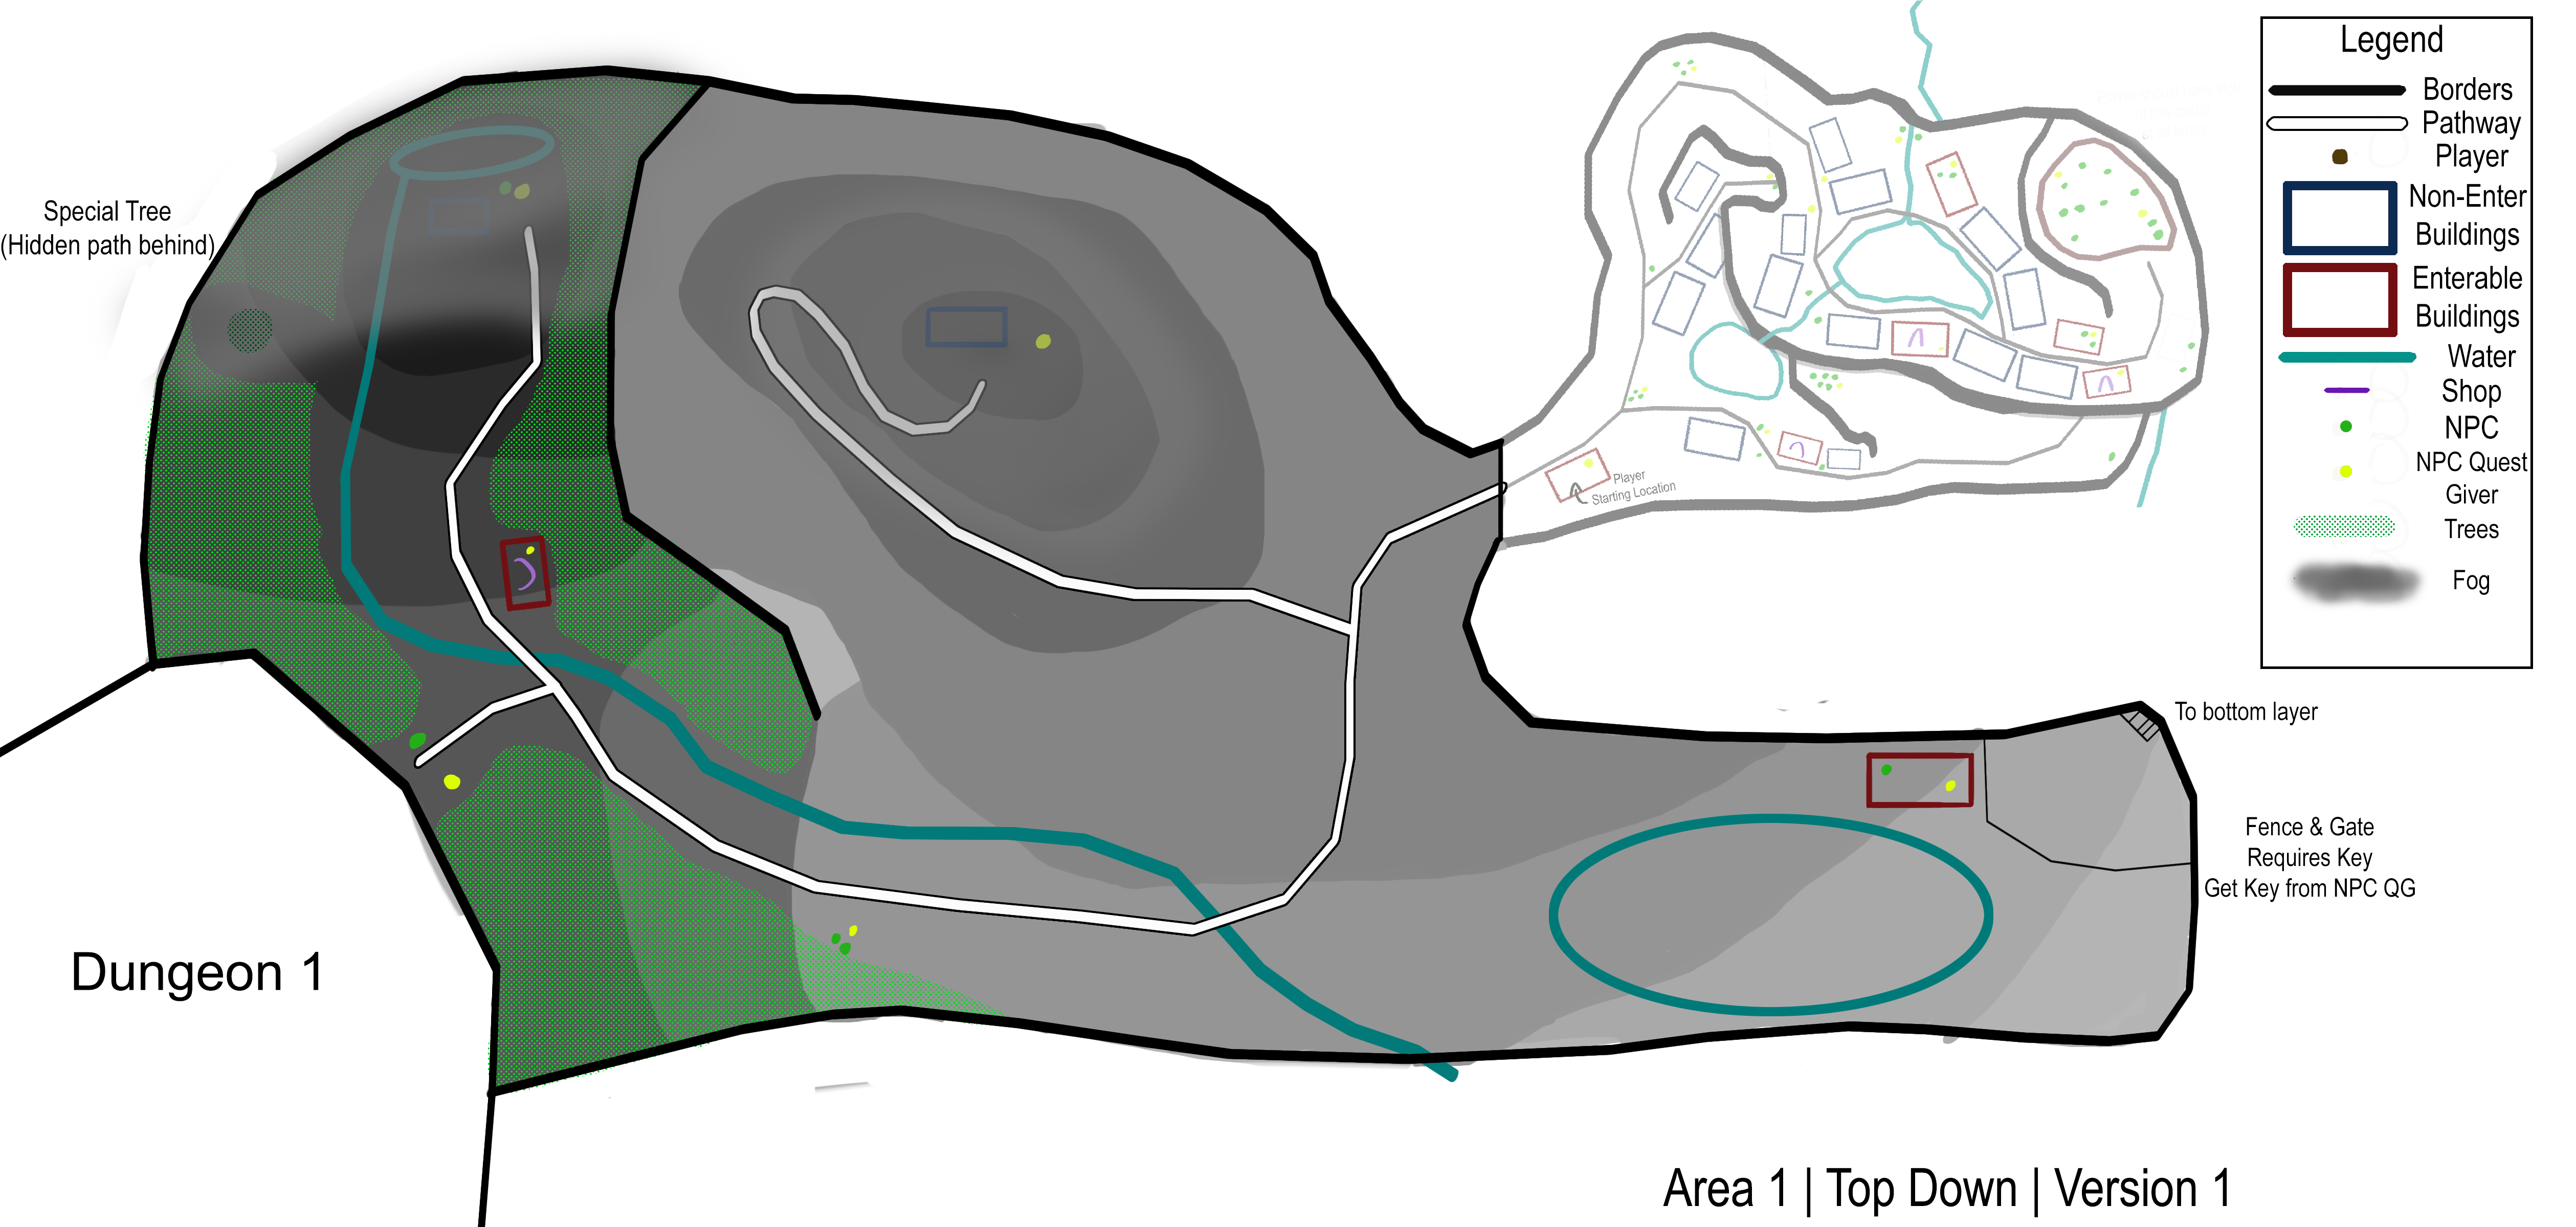 Special Tree
(Hidden path behind)
Dungeon 1
Player
Starting Location
Legend
Borders
Pathway
Player
Non-Enter
Buildings
Enterable
Buildings
Water
Shop
NPC
NPC Quest
Giver
Trees
Fog
To bottom layer
Fence & Gate
Requires Key
Get Key from NPC QG
Area 1 | Top Down | Version 1